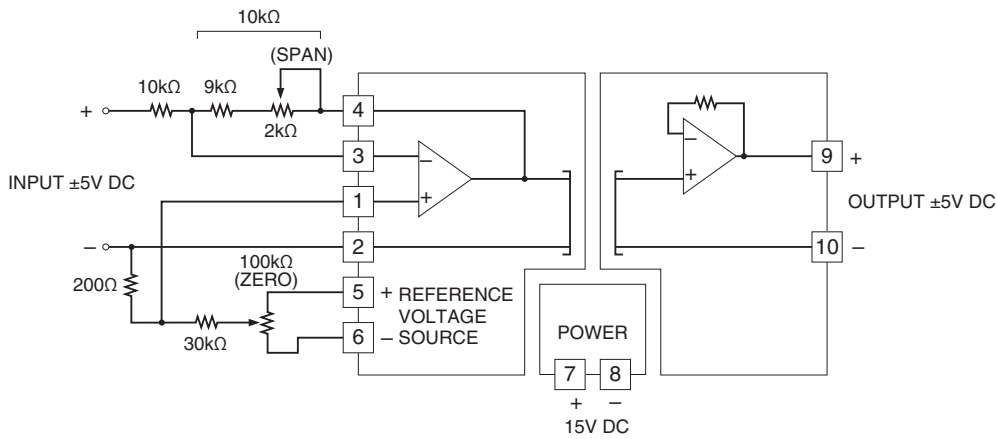 10kΩ
(SPAN)
10kΩ
9kΩ
2kΩ
+
4
3
−
INPUT ±5V DC
1
+
−
2
200Ω
100kΩ
(ZERO)
30kΩ
5
+ REFERENCE
VOLTAGE
6
− SOURCE
POWER
7
8
+
−
15V DC
−
+
9
+
OUTPUT ±5V DC
10
−